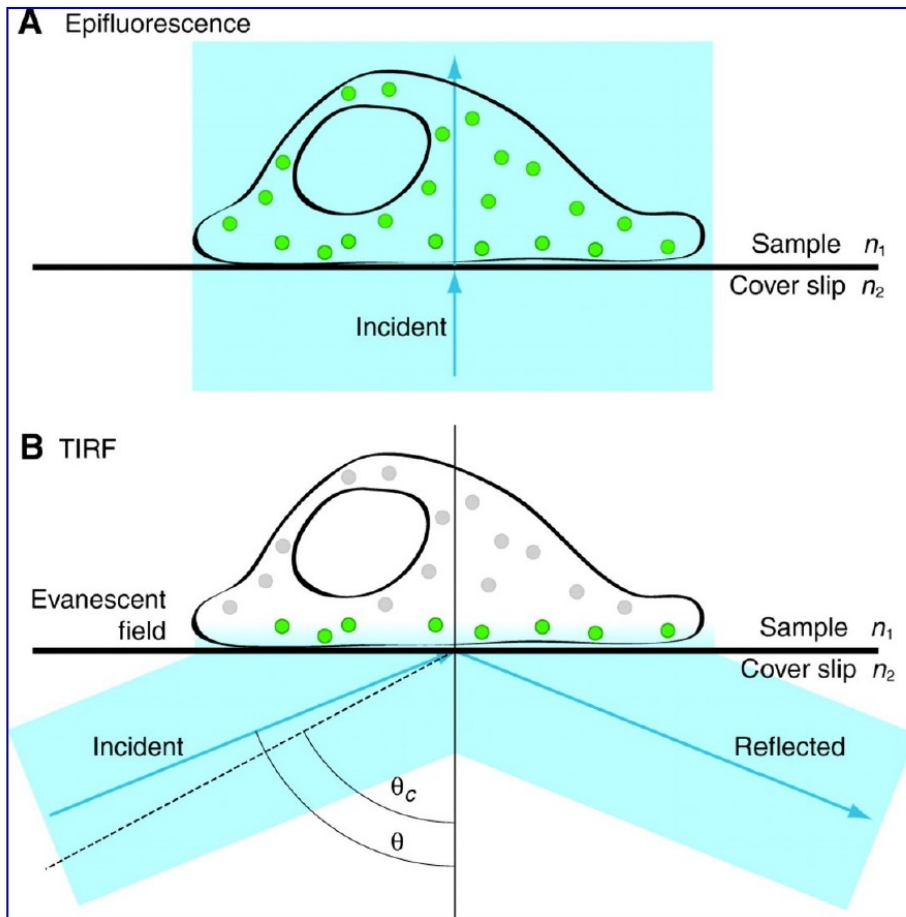 A Epifluorescence
Sample n₁
Cover slip n₂
Incident
B TIRF
Evanescent
field
Sample n₁
Cover slip n₂
Incident
Reflected
θc
θ